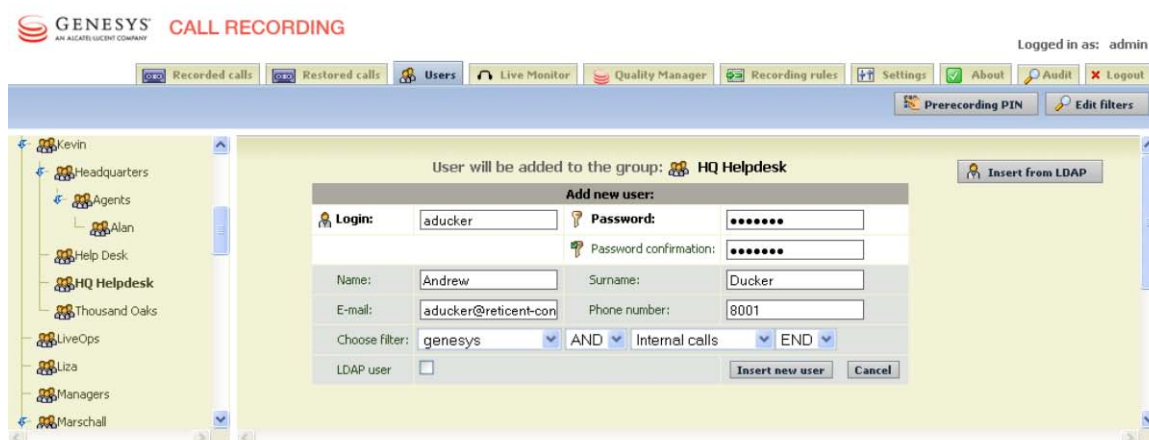 GENESYS
AN ALCATEL-LUCENT COMPANY
CALL RECORDING
Logged in as: admin
Recorded calls Restored calls Users Live Monitor Quality Manager Recording rules Settings About Audit Logout
Prerecording PIN Edit filters
Kevin
Headquarters
Agents
Alan
Help Desk
HQ Helpdesk
Thousand Oaks
LiveOps
Liza
Managers
Marschall
User will be added to the group: HQ Helpdesk
Insert from LDAP
Add new user:
Login: aducker Password: •••••••
Password confirmation: •••••••
Name: Andrew Surname: Ducker
E-mail: aducker@reticent-con Phone number: 8001
Choose filter: genesys AND Internal calls END
LDAP user Insert new user Cancel